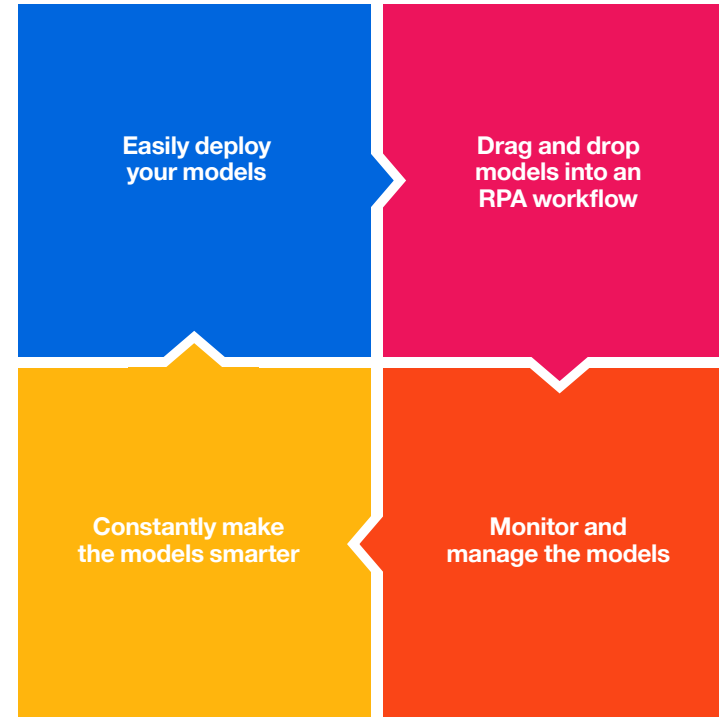 Easily deploy
your models
Drag and drop
models into an
RPA workflow
Constantly make
the models smarter
Monitor and
manage the models